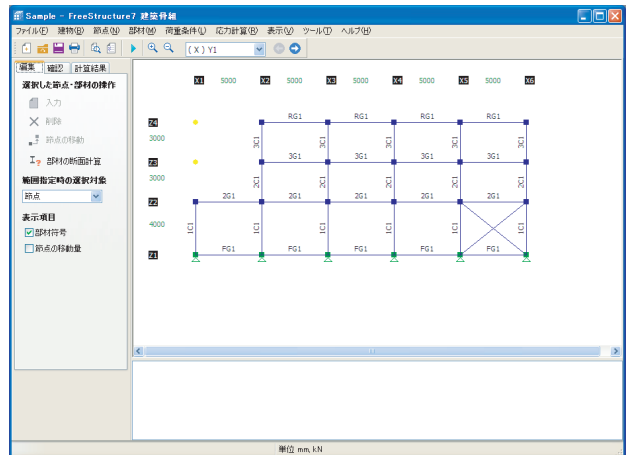 Sample - FreeStructure7 建築骨組
ファイル(F) 建物(B) 節点(N) 部材(M) 荷重条件(L) 応力計算(R) 表示(V) ツール(T) ヘルプ(H)
(X) Y1
編集 確認 計算結果
選択した節点・部材の操作
入力
削除
節点の移動
部材の断面計算
範囲指定時の選択対象
節点
表示項目
部材符号
節点の移動量
X1 5000 X2 5000 X3 5000 X4 5000 X5 5000 X6
RG1 RG1 RG1 RG1
Z4
3000 3C1 3C1 3C1 3C1 3C1
3G1 3G1 3G1 3G1
Z3
3000 2C1 2C1 2C1 2C1 2C1
2G1 2G1 2G1 2G1 2G1
Z2
4000 1C1 1C1 1C1 1C1 1C1 1C1
FG1 FG1 FG1 FG1 FG1
Z1
単位 mm, kN